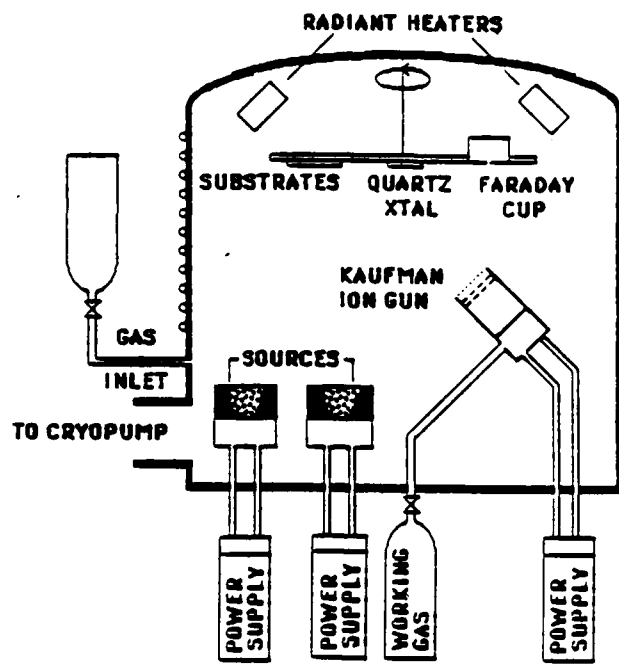 RADIANT HEATERS
SUBSTRATES
QUARTZ
XTAL
FARADAY
CUP
KAUFMAN
ION GUN
GAS
INLET
SOURCES
TO CRYOPUMP
POWER
SUPPLY
POWER
SUPPLY
WORKING
GAS
POWER
SUPPLY